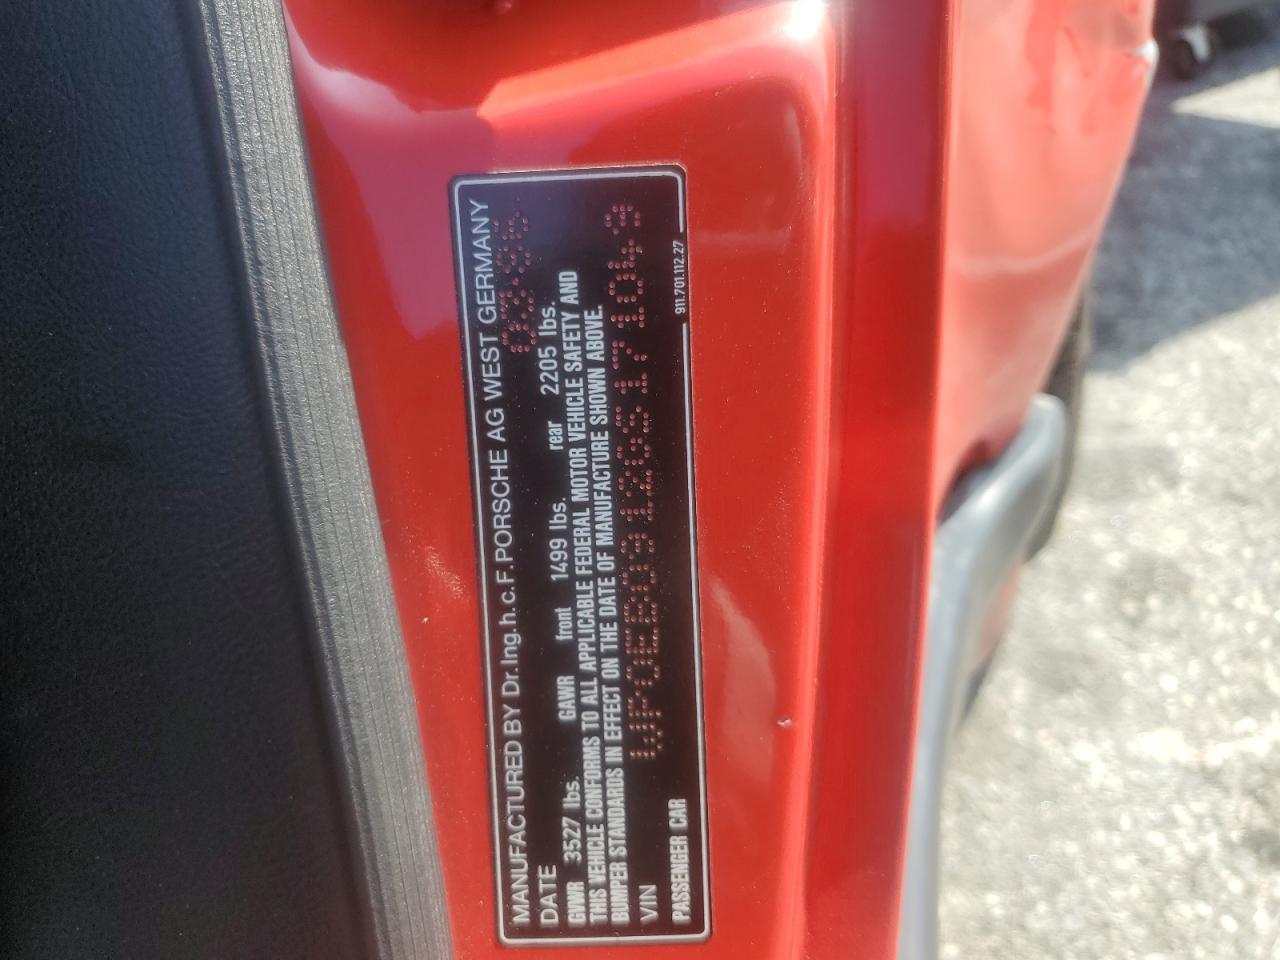 MANUFACTURED BY Dr.Ing.h.c.F.PORSCHE AG WEST GERMANY
DATE
GVWR 3527 lbs. GAWR front 1499 lbs. rear 2205 lbs.
THIS VEHICLE CONFORMS TO ALL APPLICABLE FEDERAL MOTOR VEHICLE SAFETY AND
BUMPER STANDARDS IN EFFECT ON THE DATE OF MANUFACTURE SHOWN ABOVE.
VIN WP0EB0912GS171049
PASSENGER CAR 911.701.112.27